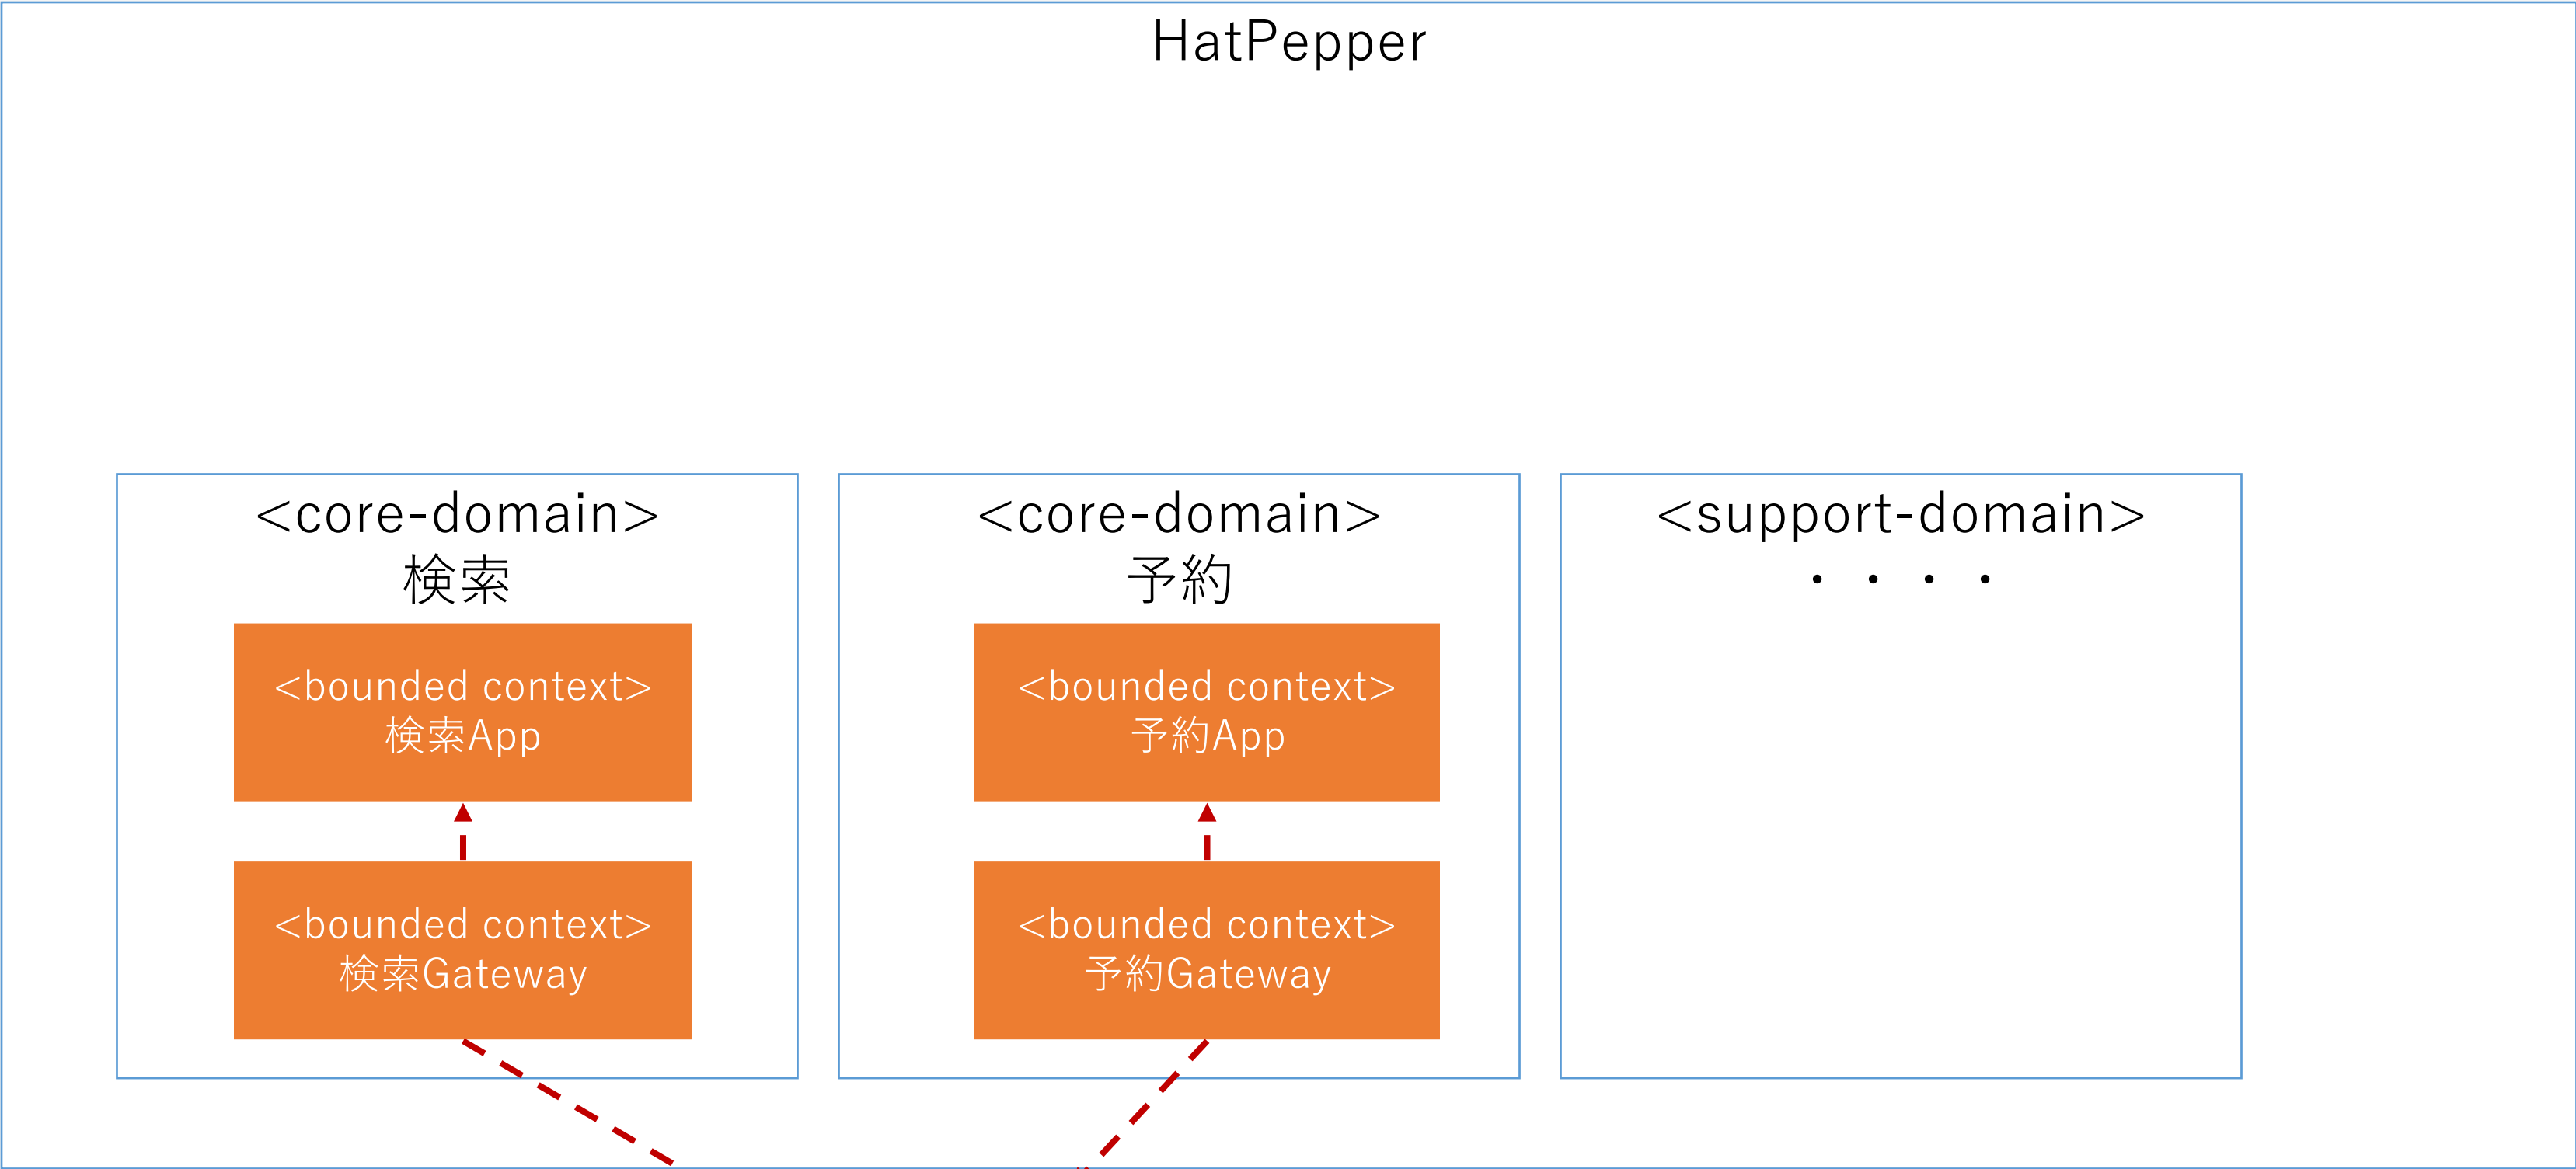 HatPepper
<core-domain>
検索
<bounded context>
検索App
<bounded context>
検索Gateway
<core-domain>
予約
<bounded context>
予約App
<bounded context>
予約Gateway
<support-domain>
・・・・